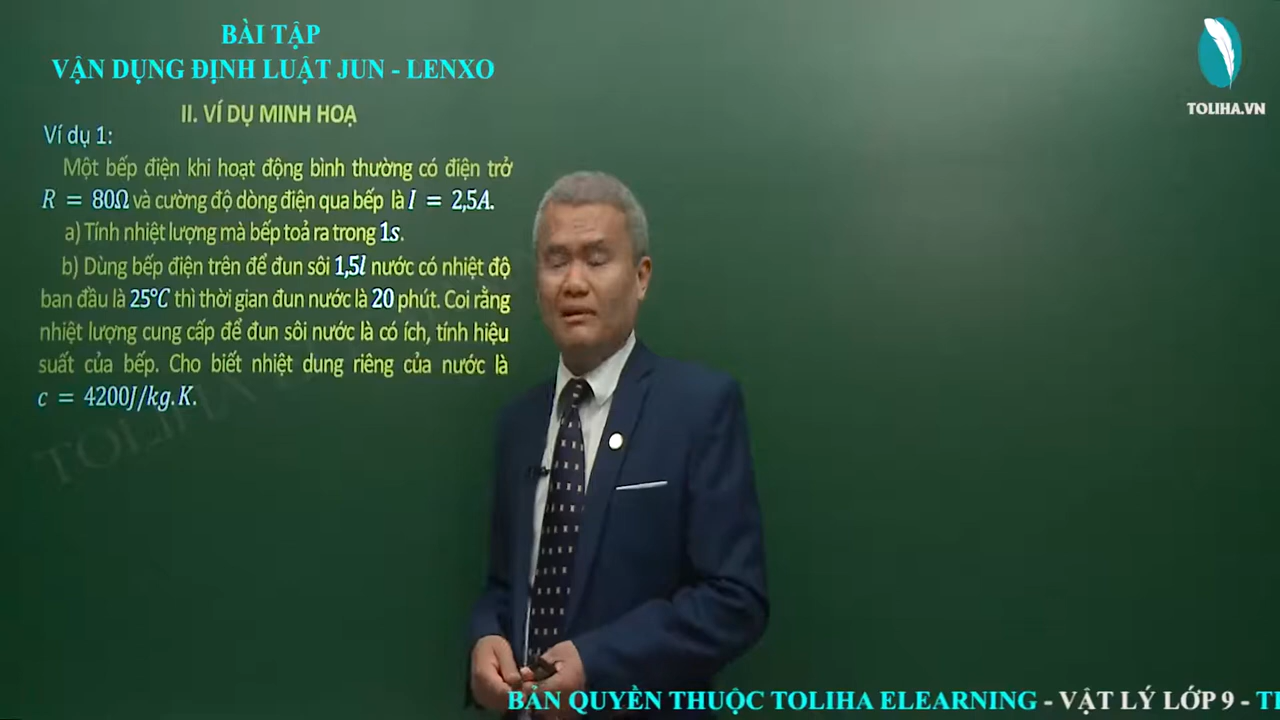 BÀI TẬP
VẬN DỤNG ĐỊNH LUẬT JUN - LENXO
TOLIHA.VN
II. VÍ DỤ MINH HOẠ
Ví dụ 1:
Một bếp điện khi hoạt động bình thường có điện trở
R = 80Ω và cường độ dòng điện qua bếp là I = 2,5A.
a) Tính nhiệt lượng mà bếp toả ra trong 1s.
b) Dùng bếp điện trên để đun sôi 1,5l nước có nhiệt độ
ban đầu là 25°C thì thời gian đun nước là 20 phút. Coi rằng
nhiệt lượng cung cấp để đun sôi nước là có ích, tính hiệu
suất của bếp. Cho biết nhiệt dung riêng của nước là
c = 4200J/kg.K.
TOLIHA
BẢN QUYỀN THUỘC TOLIHA ELEARNING - VẬT LÝ LỚP 9 -